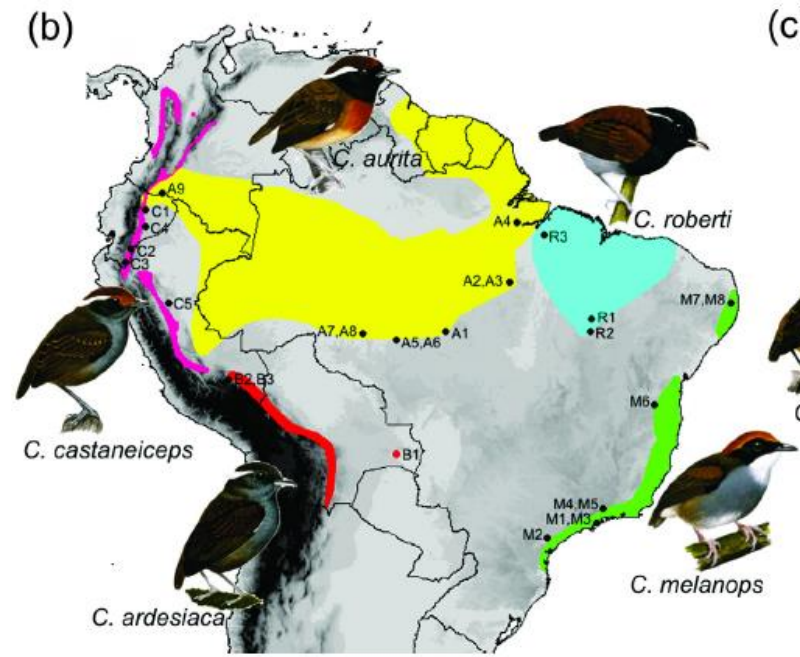 (b)
(c
C. aurita
C. roberti
A9
C1
C4
C2
C3
A4
R3
A2,A3
C5
M7,M8
R1
R2
A7,A8
A1
A5,A6
B2,B3
M6
B1
C. castaneiceps
M4,M5
M1,M3
M2
C. melanops
C. ardesiaca